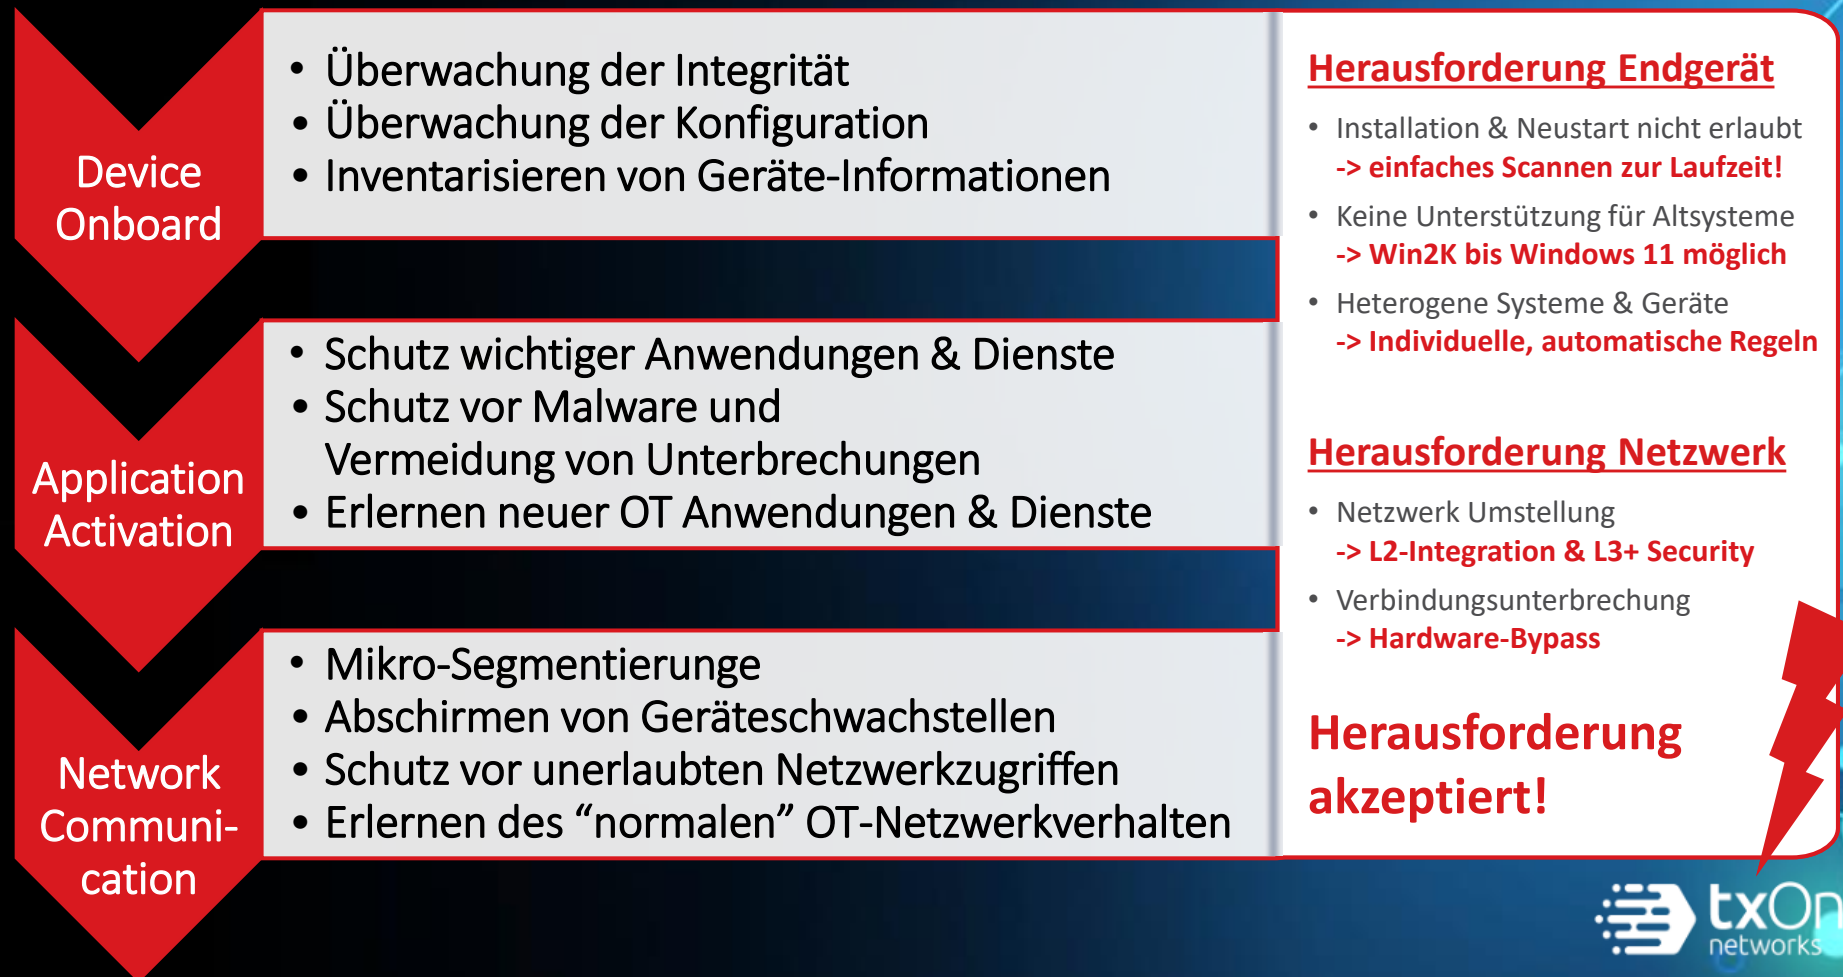 Device
Onboard
• Überwachung der Integrität
• Überwachung der Konfiguration
• Inventarisieren von Geräte-Informationen
Application
Activation
• Schutz wichtiger Anwendungen & Dienste
• Schutz vor Malware und
Vermeidung von Unterbrechungen
• Erlernen neuer OT Anwendungen & Dienste
Network
Communi-
cation
• Mikro-Segmentierunge
• Abschirmen von Geräteschwachstellen
• Schutz vor unerlaubten Netzwerkzugriffen
• Erlernen des “normalen” OT-Netzwerkverhalten
Herausforderung Endgerät
• Installation & Neustart nicht erlaubt
-> einfaches Scannen zur Laufzeit!
• Keine Unterstützung für Altsysteme
-> Win2K bis Windows 11 möglich
• Heterogene Systeme & Geräte
-> Individuelle, automatische Regeln
Herausforderung Netzwerk
• Netzwerk Umstellung
-> L2-Integration & L3+ Security
• Verbindungsunterbrechung
-> Hardware-Bypass
Herausforderung
akzeptiert!
txOn
networks